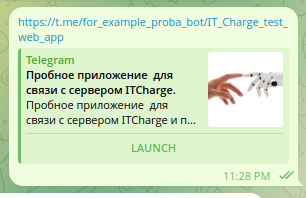 https://t.me/for_example_proba_bot/IT_Charge_test_
web_app
Telegram
Пробное приложение для
связи с сервером ITCharge.
Пробное приложение для
связи с сервером ITCharge и п...
LAUNCH
11:28 PM